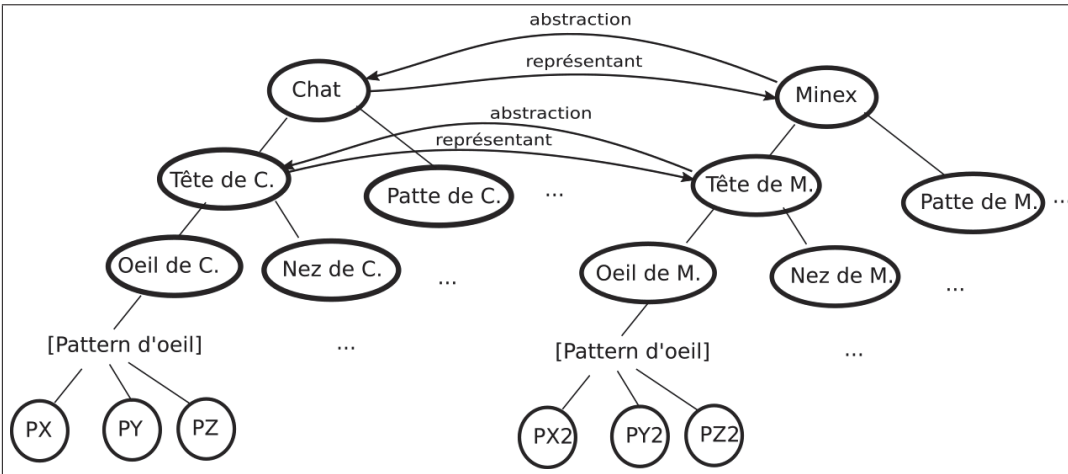 abstraction
représentant
Chat
Minex
abstraction
représentant
Tête de C.
Patte de C.
...
Tête de M.
Patte de M.
...
Oeil de C.
Nez de C.
...
Oeil de M.
Nez de M.
...
[Pattern d'oeil]
...
[Pattern d'oeil]
...
PX
PY
PZ
PX2
PY2
PZ2